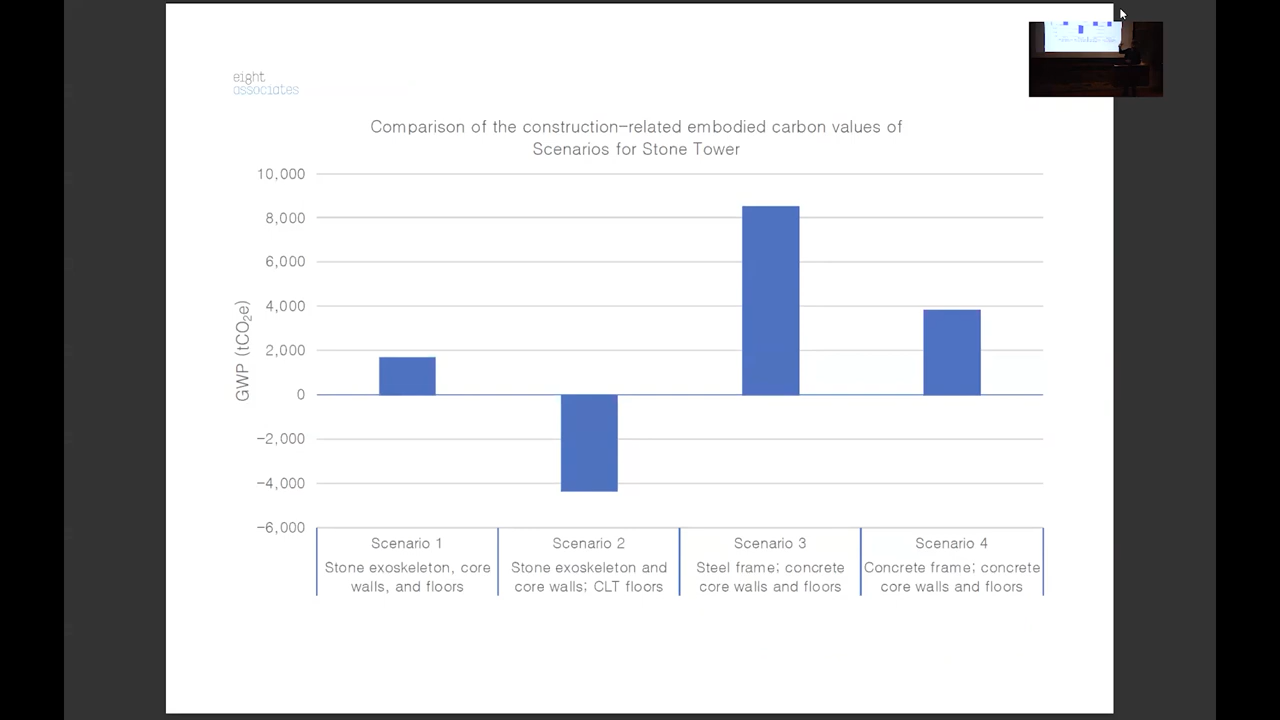 eight
associates
Comparison of the construction-related embodied carbon values of
Scenarios for Stone Tower
10,000
8,000
6,000
4,000
2,000
0
-2,000
-4,000
-6,000
GWP (tCO₂e)
Scenario 1
Stone exoskeleton, core
walls, and floors
Scenario 2
Stone exoskeleton and
core walls; CLT floors
Scenario 3
Steel frame; concrete
core walls and floors
Scenario 4
Concrete frame; concrete
core walls and floors